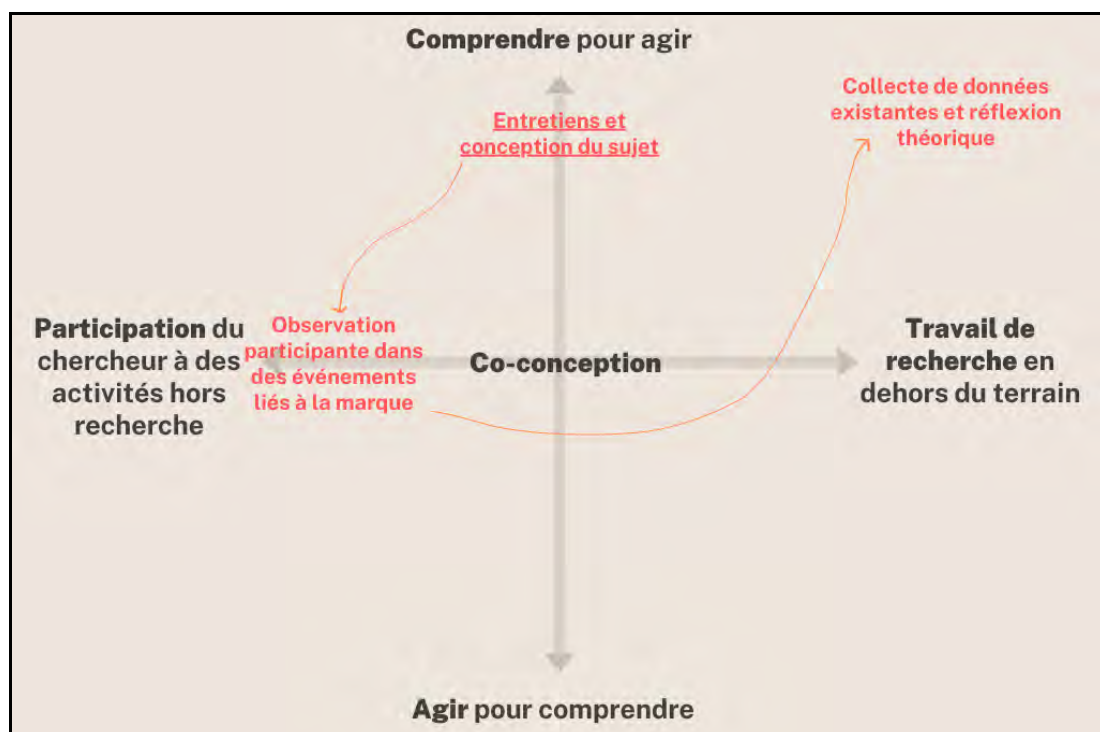 Comprendre pour agir
Entretiens et
conception du sujet
Collecte de données
existantes et réflexion
théorique
Participation du
chercheur à des
activités hors
recherche
Observation
participante dans
des événements
liés à la marque
Co-conception
Travail de
recherche en
dehors du terrain
Agir pour comprendre